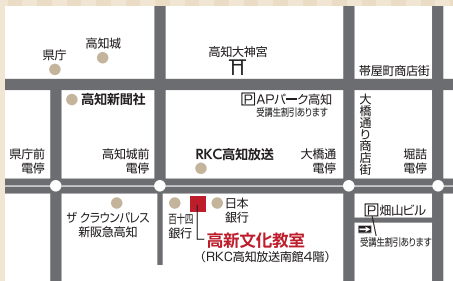 高知城
県庁
高知大神宮
帯屋町商店街
高知新聞社
P APパーク高知
受講生割引あります
大橋通り商店街
県庁前
電停
高知城前
電停
RKC高知放送
大橋通
電停
堀詰
電停
ザ クラウンパレス
新阪急高知
百十四
銀行
日本
銀行
P 畑山ビル
受講生割引あります
高新文化教室
(RKC高知放送南館4階)